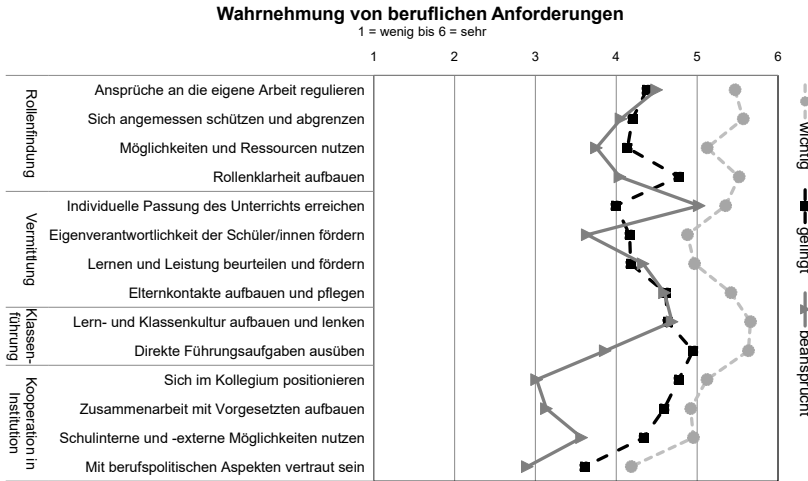 Wahrnehmung von beruflichen Anforderungen
1 = wenig bis 6 = sehr
1 2 3 4 5 6
Rollenfindung
Ansprüche an die eigene Arbeit regulieren
Sich angemessen schützen und abgrenzen
Möglichkeiten und Ressourcen nutzen
Rollenklarheit aufbauen
Vermittlung
Individuelle Passung des Unterrichts erreichen
Eigenverantwortlichkeit der Schüler/innen fördern
Lernen und Leistung beurteilen und fördern
Elternkontakte aufbauen und pflegen
Klassen-
führung
Lern- und Klassenkultur aufbauen und lenken
Direkte Führungsaufgaben ausüben
Kooperation in
Institution
Sich im Kollegium positionieren
Zusammenarbeit mit Vorgesetzten aufbauen
Schulinterne und -externe Möglichkeiten nutzen
Mit berufspolitischen Aspekten vertraut sein
wichtig
gelingt
beansprucht